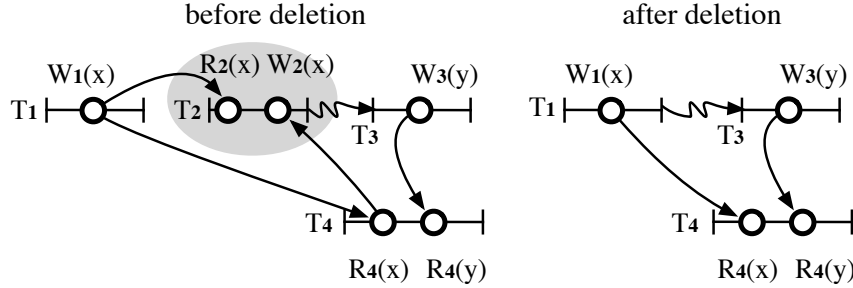 before deletion
after deletion
W1(x)
R2(x)
W2(x)
W3(y)
W1(x)
W3(y)
T1
T2
T3
T1
T3
T4
T4
R4(x)
R4(y)
R4(x)
R4(y)